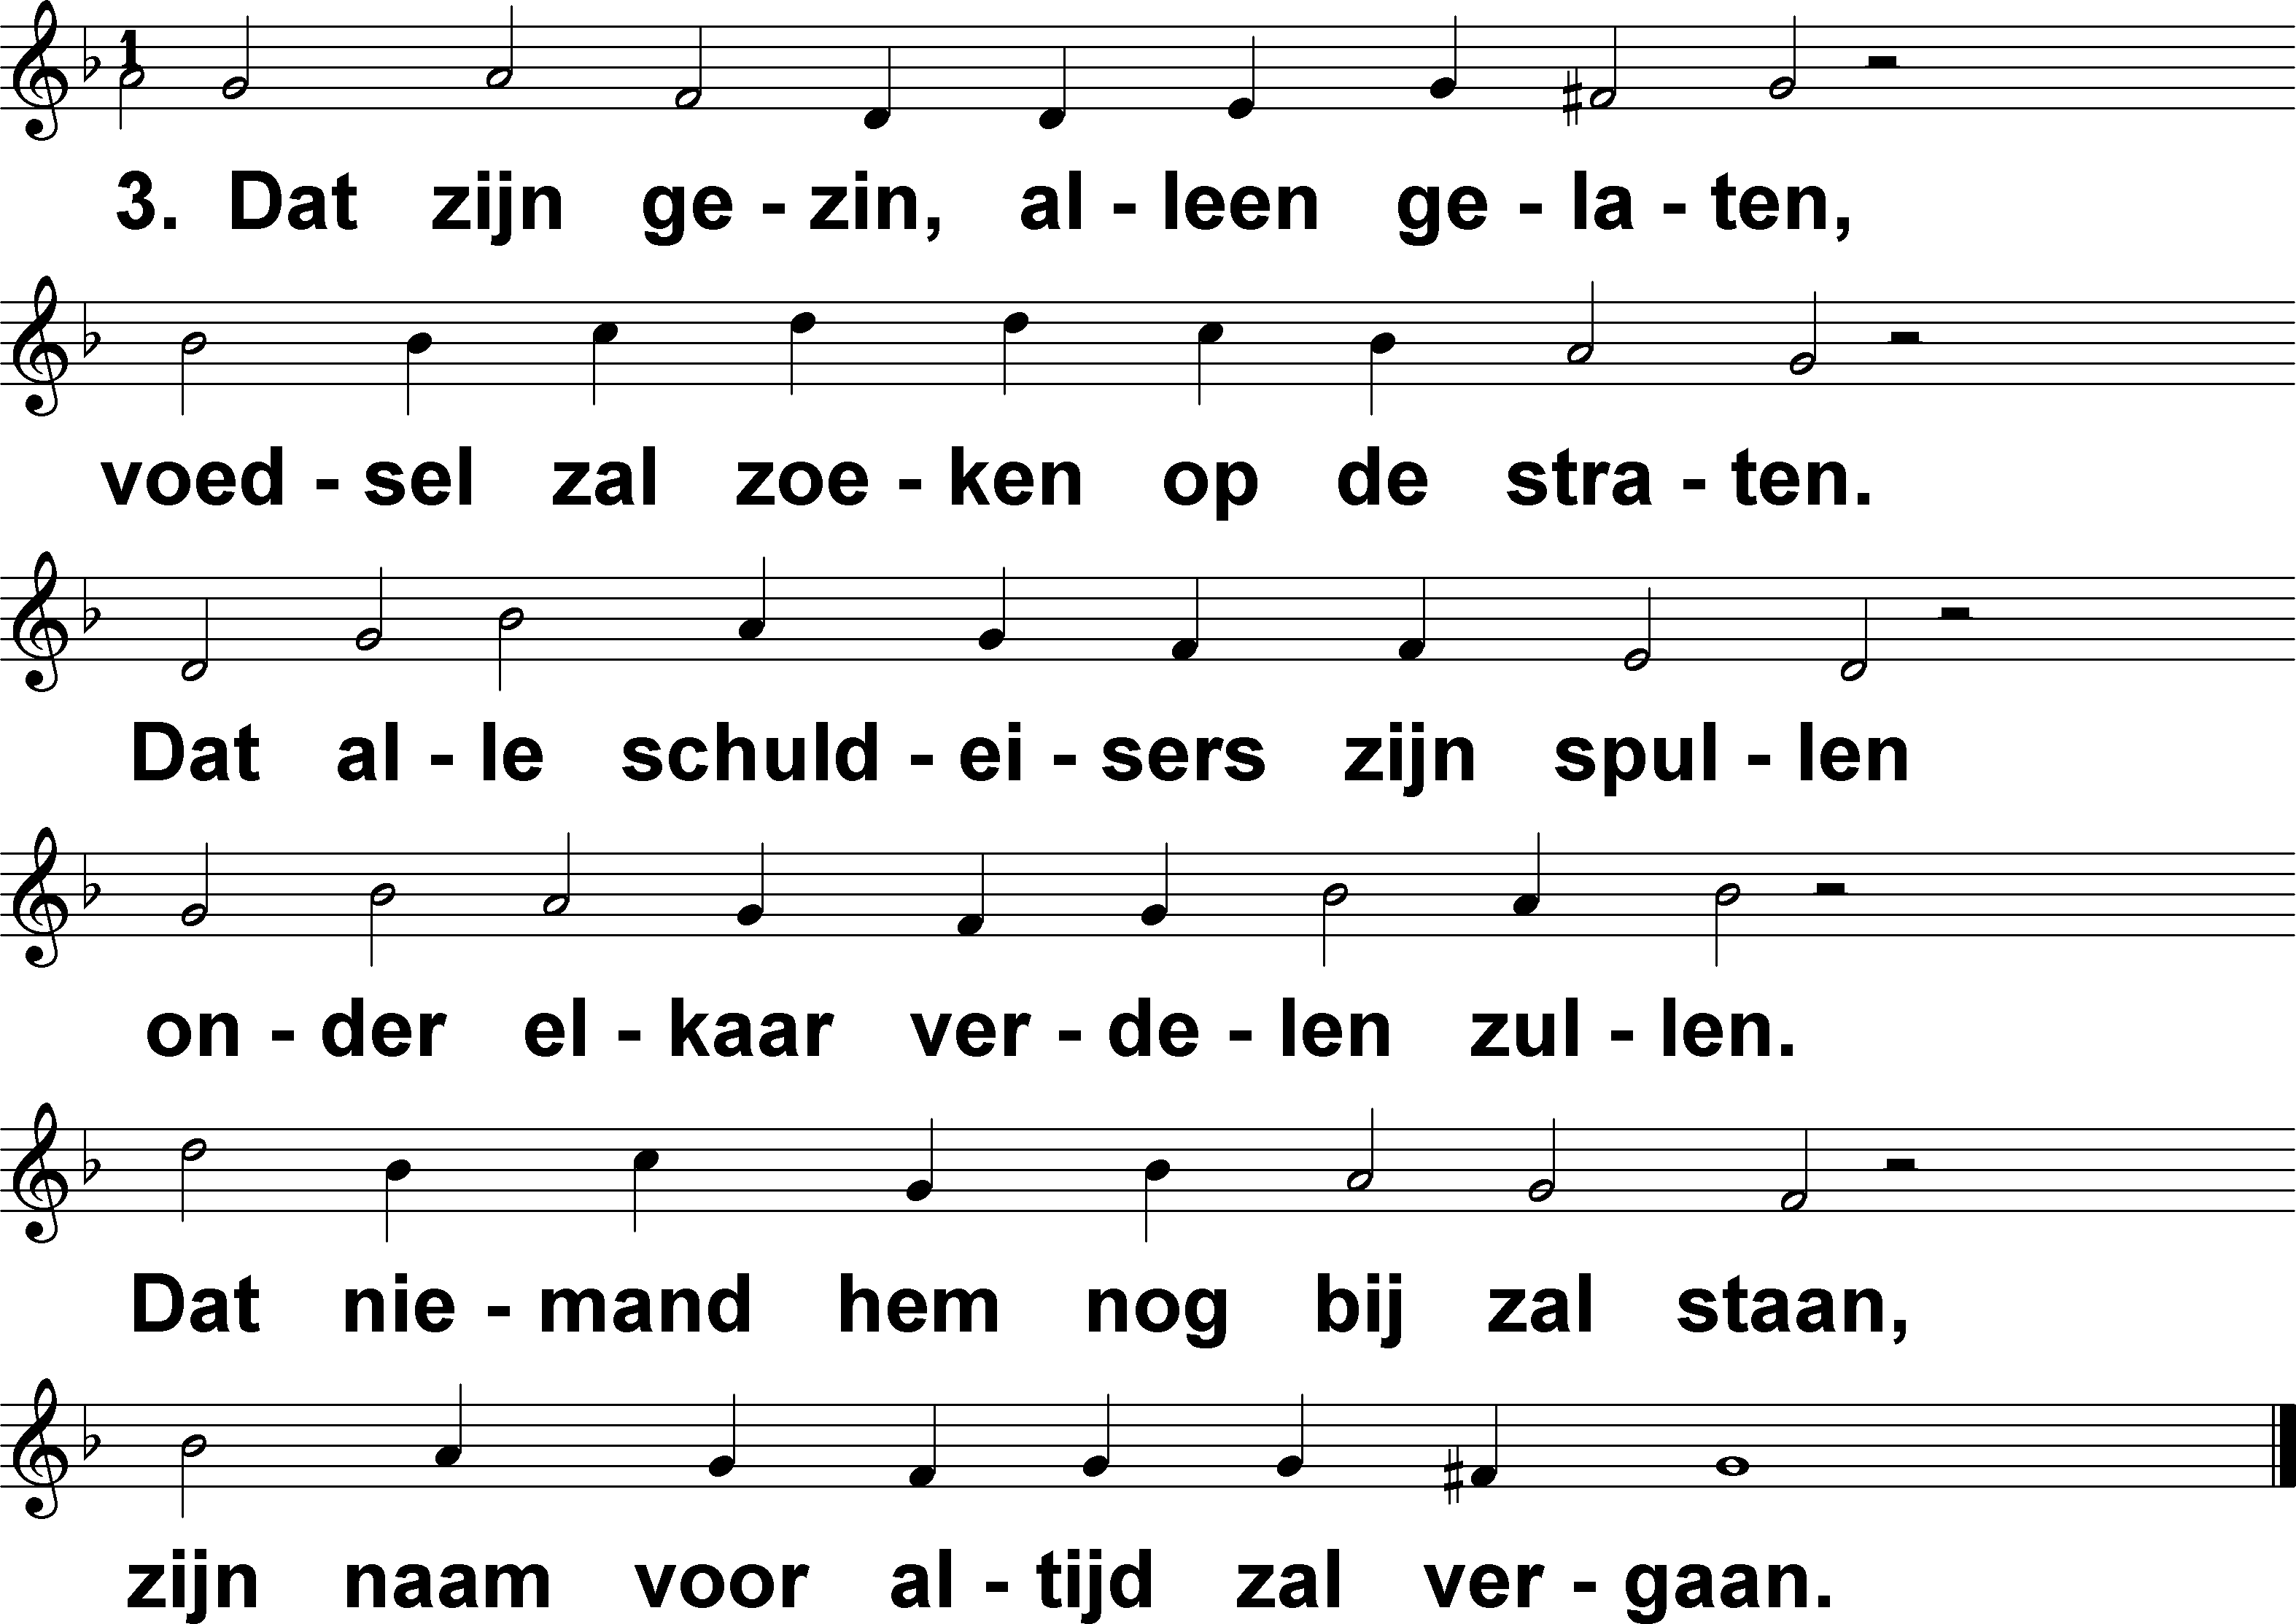 1
3. Dat zijn ge - zin, al - leen ge - la - ten,
voed - sel zal zoe - ken op de stra - ten.
Dat al - le schuld - ei - sers zijn spul - len
on - der el - kaar ver - de - len zul - len.
Dat nie - mand hem nog bij zal staan,
zijn naam voor al - tijd zal ver - gaan.